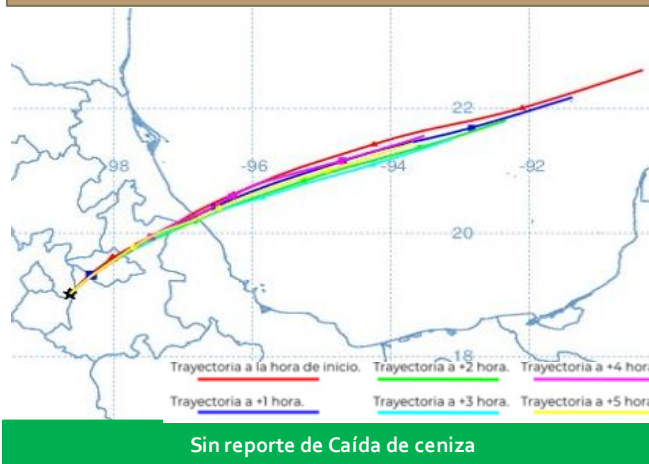 22
-98
-96
-94
-92
20
18
Trayectoria a la hora de inicio. Trayectoria a +2 hora. Trayectoria a +4 hora
Trayectoria a +1 hora. Trayectoria a +3 hora. Trayectoria a +5 hora
Sin reporte de Caída de ceniza